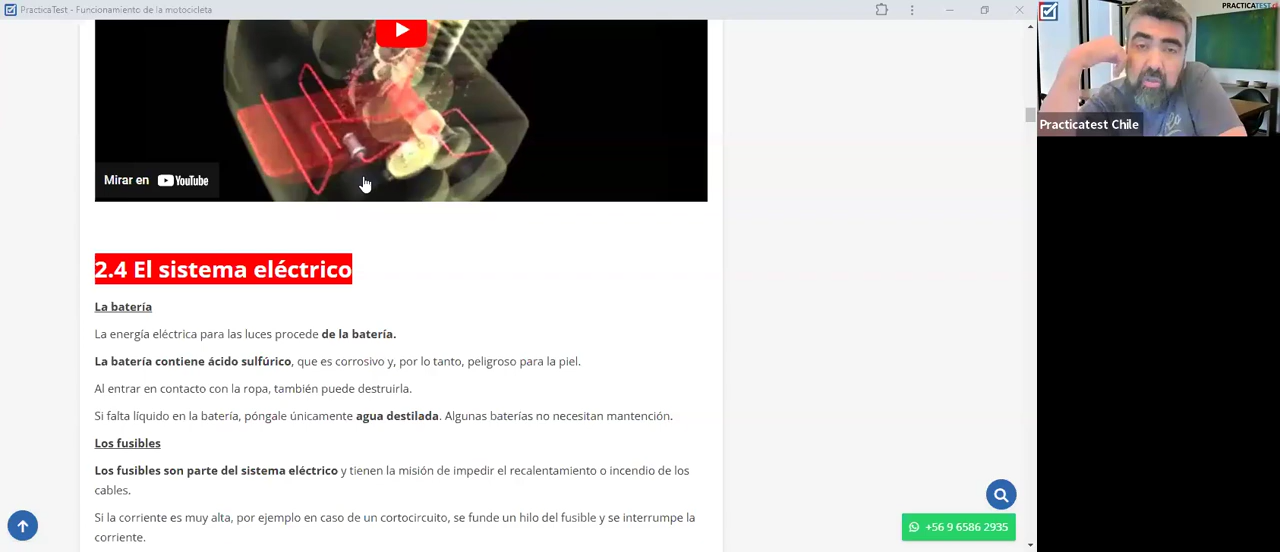 PracticaTest - Funcionamiento de la motocicleta
PRACTICATEST.CL
Practicatest Chile
Mirar en YouTube
2.4 El sistema eléctrico
La batería
La energía eléctrica para las luces procede de la batería.
La batería contiene ácido sulfúrico, que es corrosivo y, por lo tanto, peligroso para la piel.
Al entrar en contacto con la ropa, también puede destruirla.
Si falta líquido en la batería, póngale únicamente agua destilada. Algunas baterías no necesitan mantención.
Los fusibles
Los fusibles son parte del sistema eléctrico y tienen la misión de impedir el recalentamiento o incendio de los
cables.
Si la corriente es muy alta, por ejemplo en caso de un cortocircuito, se funde un hilo del fusible y se interrumpe la
corriente.
+56 9 6586 2935